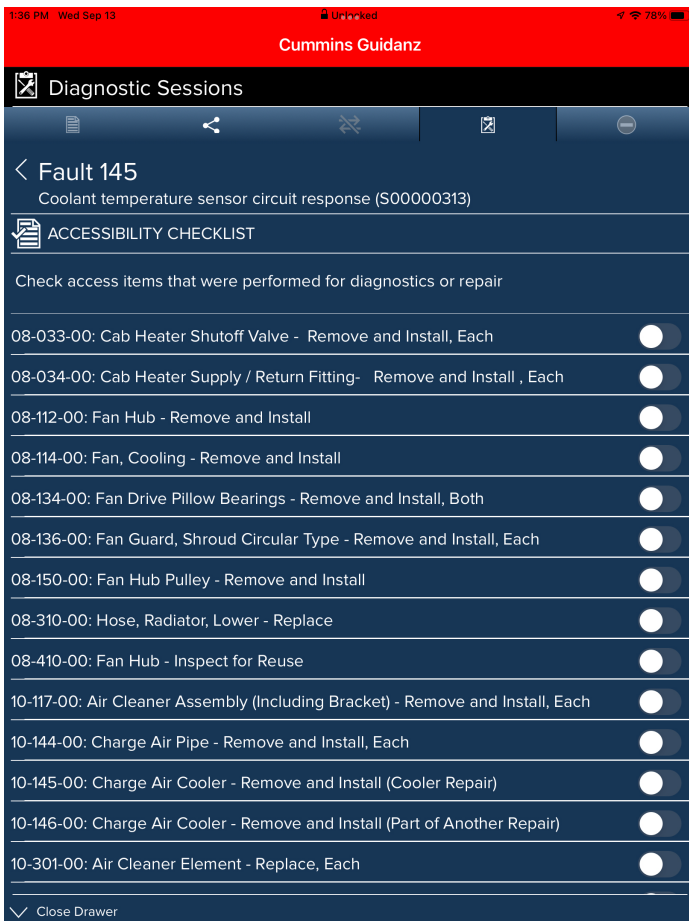 1:36 PM Wed Sep 13
Unlocked
78%
Cummins Guidanz
Diagnostic Sessions
Fault 145
Coolant temperature sensor circuit response (S00000313)
ACCESSIBILITY CHECKLIST
Check access items that were performed for diagnostics or repair
08-033-00: Cab Heater Shutoff Valve - Remove and Install, Each
08-034-00: Cab Heater Supply / Return Fitting- Remove and Install , Each
08-112-00: Fan Hub - Remove and Install
08-114-00: Fan, Cooling - Remove and Install
08-134-00: Fan Drive Pillow Bearings - Remove and Install, Both
08-136-00: Fan Guard, Shroud Circular Type - Remove and Install, Each
08-150-00: Fan Hub Pulley - Remove and Install
08-310-00: Hose, Radiator, Lower - Replace
08-410-00: Fan Hub - Inspect for Reuse
10-117-00: Air Cleaner Assembly (Including Bracket) - Remove and Install, Each
10-144-00: Charge Air Pipe - Remove and Install, Each
10-145-00: Charge Air Cooler - Remove and Install (Cooler Repair)
10-146-00: Charge Air Cooler - Remove and Install (Part of Another Repair)
10-301-00: Air Cleaner Element - Replace, Each
Close Drawer